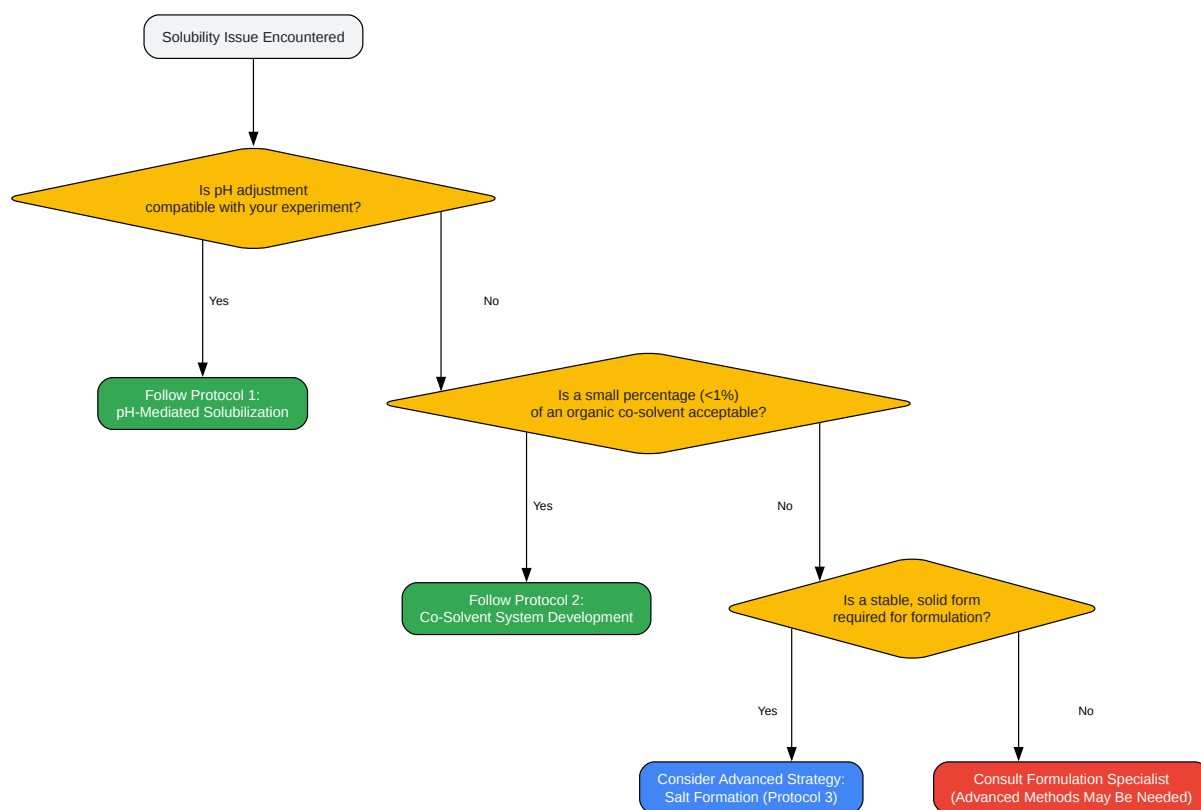 Solubility Issue Encountered
Is pH adjustment
compatible with your experiment?
Yes
No
Follow Protocol 1:
pH-Mediated Solubilization
Is a small percentage (<1%)
of an organic co-solvent acceptable?
Yes
No
Follow Protocol 2:
Co-Solvent System Development
Is a stable, solid form
required for formulation?
Yes
No
Consider Advanced Strategy:
Salt Formation (Protocol 3)
Consult Formulation Specialist
(Advanced Methods May Be Needed)